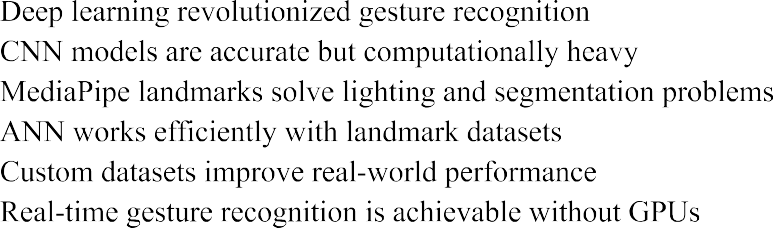 Deep learning revolutionized gesture recognition
CNN models are accurate but computationally heavy
MediaPipe landmarks solve lighting and segmentation problems
ANN works efficiently with landmark datasets
Custom datasets improve real-world performance
Real-time gesture recognition is achievable without GPUs